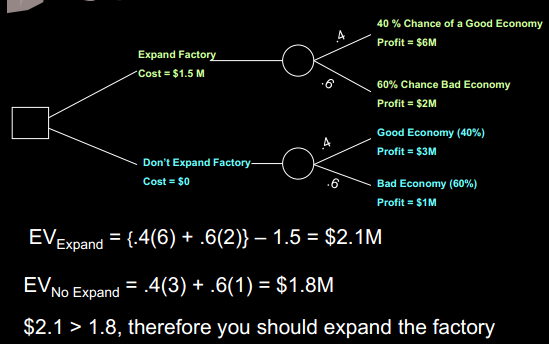 40 % Chance of a Good Economy
Profit = $6M
.4
Expand Factory
Cost = $1.5 M
.6
60% Chance Bad Economy
Profit = $2M
Good Economy (40%)
Profit = $3M
.4
Don't Expand Factory
Cost = $0
.6
Bad Economy (60%)
Profit = $1M
EVExpand = {.4(6) + .6(2)} – 1.5 = $2.1M
EVNo Expand = .4(3) + .6(1) = $1.8M
$2.1 > 1.8, therefore you should expand the factory